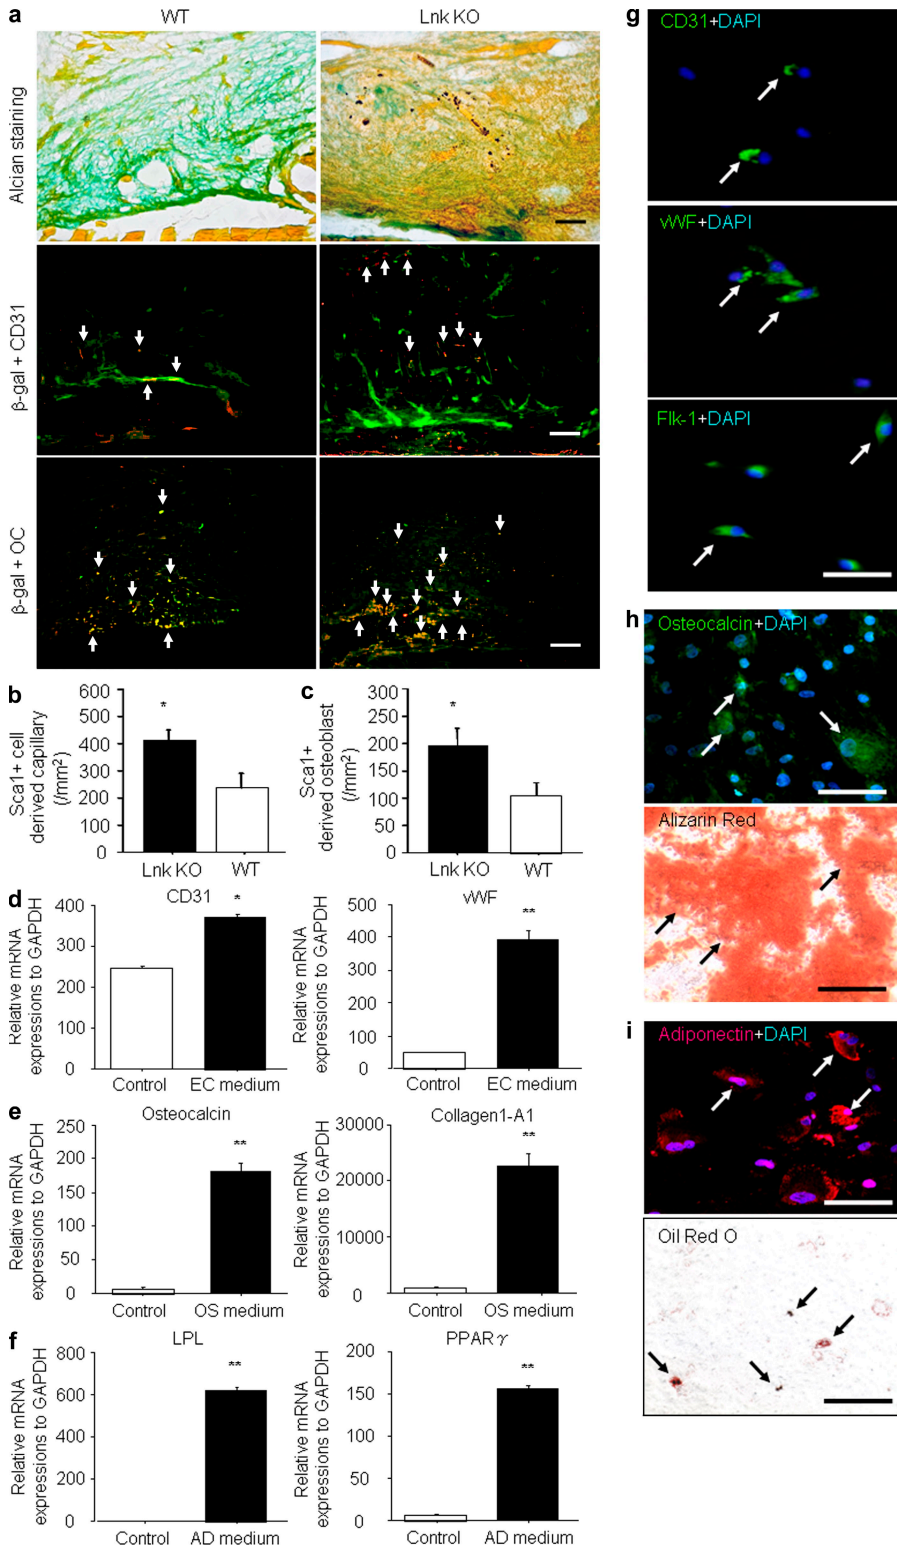 a
WT
Lnk KO
Alcian staining
β-gal + CD31
β-gal + OC
b
Sca1+ cell
derived capillary
(/mm²)
600
500
400
300
200
100
0
*
Lnk KO
WT
c
Sca1+
derived osteoblast
(/mm²)
300
250
200
150
100
50
0
*
Lnk KO
WT
d
CD31
Relative mRNA
expressions to GAPDH
400
300
200
100
0
*
Control
EC medium
vWF
Relative mRNA
expressions to GAPDH
500
400
300
200
100
0
**
Control
EC medium
e
Osteocalcin
Relative mRNA
expressions to GAPDH
250
200
150
100
50
0
**
Control
OS medium
Collagen1-A1
Relative mRNA
expressions to GAPDH
30000
20000
10000
0
**
Control
OS medium
f
LPL
Relative mRNA
expressions to GAPDH
800
600
400
200
0
**
Control
AD medium
PPAR γ
Relative mRNA
expressions to GAPDH
200
150
100
50
0
**
Control
AD medium
g
CD31+DAPI
vWF+DAPI
Flk-1+DAPI
h
Osteocalcin+DAPI
Alizarin Red
i
Adiponectin+DAPI
Oil Red O